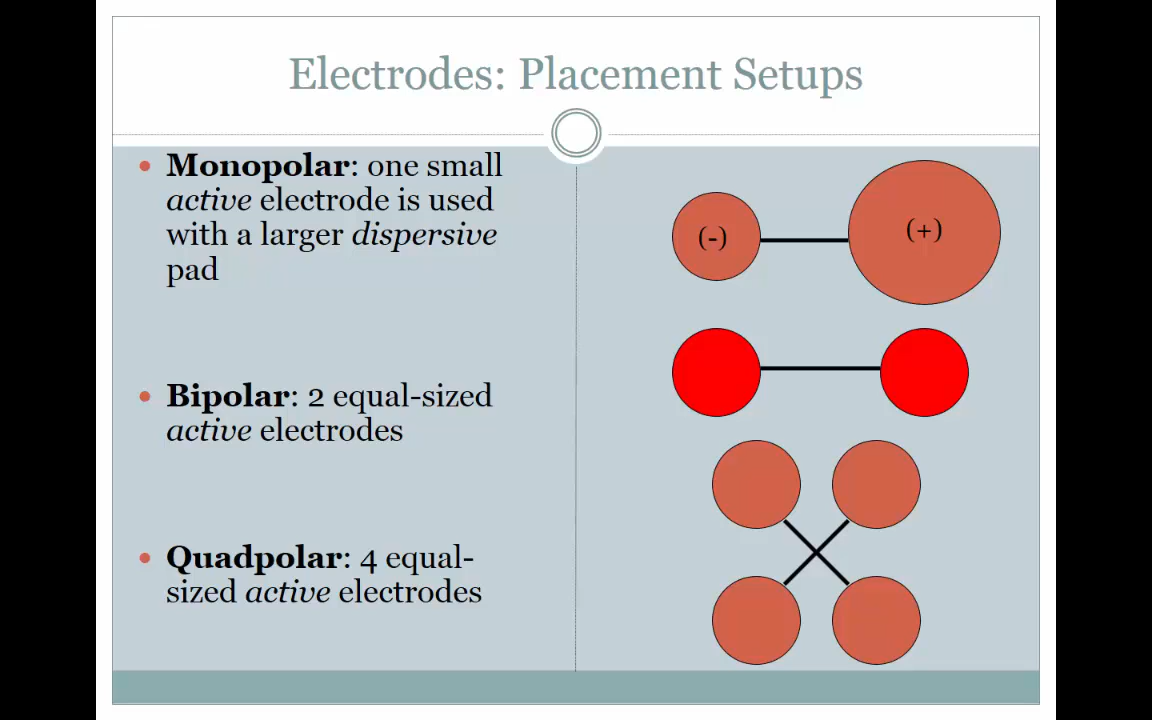 Electrodes: Placement Setups
• Monopolar: one small
active electrode is used
with a larger dispersive
pad
(-)
(+)
• Bipolar: 2 equal-sized
active electrodes
• Quadpolar: 4 equal-
sized active electrodes